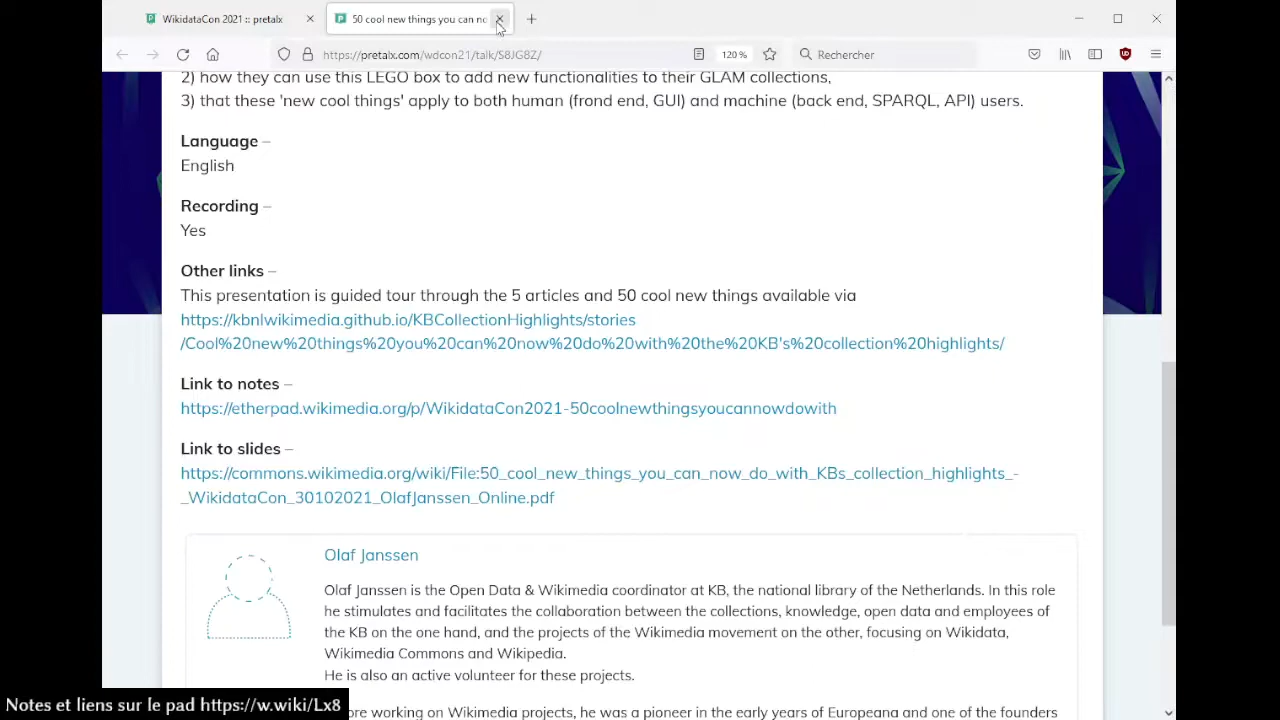 WikidataCon 2021 :: pretalx
50 cool new things you can no
https://pretalx.com/wdcon21/talk/S8JG8Z/
120 %
Rechercher
2) how they can use this LEGO box to add new functionalities to their GLAM collections,
3) that these 'new cool things' apply to both human (frond end, GUI) and machine (back end, SPARQL, API) users.
Language –
English
Recording –
Yes
Other links –
This presentation is guided tour through the 5 articles and 50 cool new things available via
https://kbnlwikimedia.github.io/KBCollectionHighlights/stories
/Cool%20new%20things%20you%20can%20now%20do%20with%20the%20KB's%20collection%20highlights/
Link to notes –
https://etherpad.wikimedia.org/p/WikidataCon2021-50coolnewthingsyoucannowdowith
Link to slides –
https://commons.wikimedia.org/wiki/File:50_cool_new_things_you_can_now_do_with_KBs_collection_highlights_-
_WikidataCon_30102021_OlafJanssen_Online.pdf
Olaf Janssen
Olaf Janssen is the Open Data & Wikimedia coordinator at KB, the national library of the Netherlands. In this role
he stimulates and facilitates the collaboration between the collections, knowledge, open data and employees of
the KB on the one hand, and the projects of the Wikimedia movement on the other, focusing on Wikidata,
Wikimedia Commons and Wikipedia.
He is also an active volunteer for these projects.
ore working on Wikimedia projects, he was a pioneer in the early years of Europeana and one of the founders
Notes et liens sur le pad https://w.wiki/Lx8